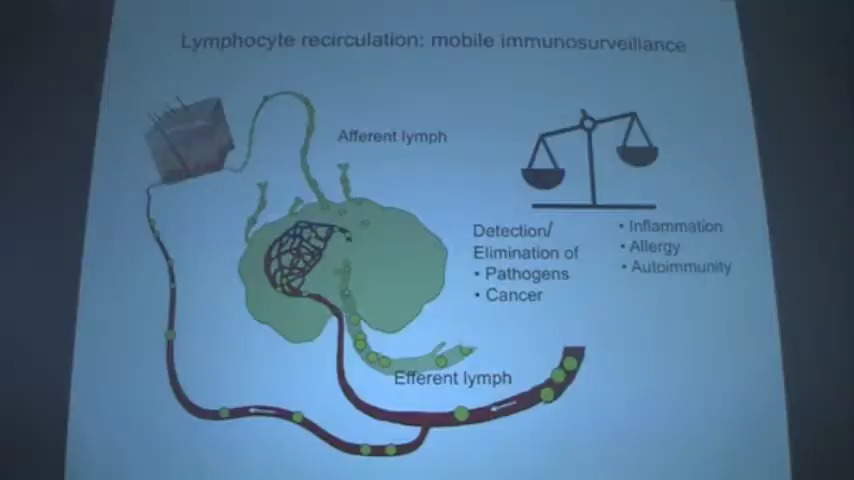 Lymphocyte recirculation: mobile immunosurveillance
Afferent lymph
Detection/
Elimination of
• Pathogens
• Cancer
• Inflammation
• Allergy
• Autoimmunity
Efferent lymph